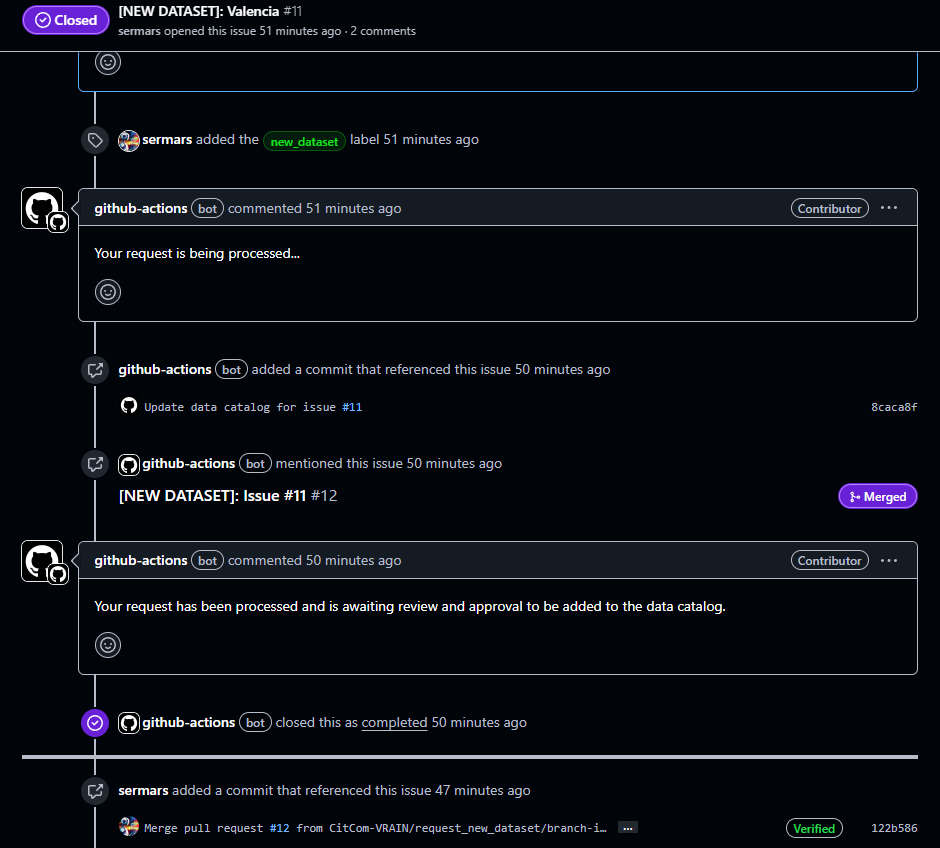 Closed
[NEW DATASET]: Valencia #11
sermars opened this issue 51 minutes ago · 2 comments
sermars added the new_dataset label 51 minutes ago
github-actions bot commented 51 minutes ago Contributor ...
Your request is being processed...
github-actions bot added a commit that referenced this issue 50 minutes ago
Update data catalog for issue #11 8caca8f
github-actions bot mentioned this issue 50 minutes ago
[NEW DATASET]: Issue #11 #12 Merged
github-actions bot commented 50 minutes ago Contributor ...
Your request has been processed and is awaiting review and approval to be added to the data catalog.
github-actions bot closed this as completed 50 minutes ago
sermars added a commit that referenced this issue 47 minutes ago
Merge pull request #12 from CitCom-VRAIN/request_new_dataset/branch-i… ... Verified 122b586